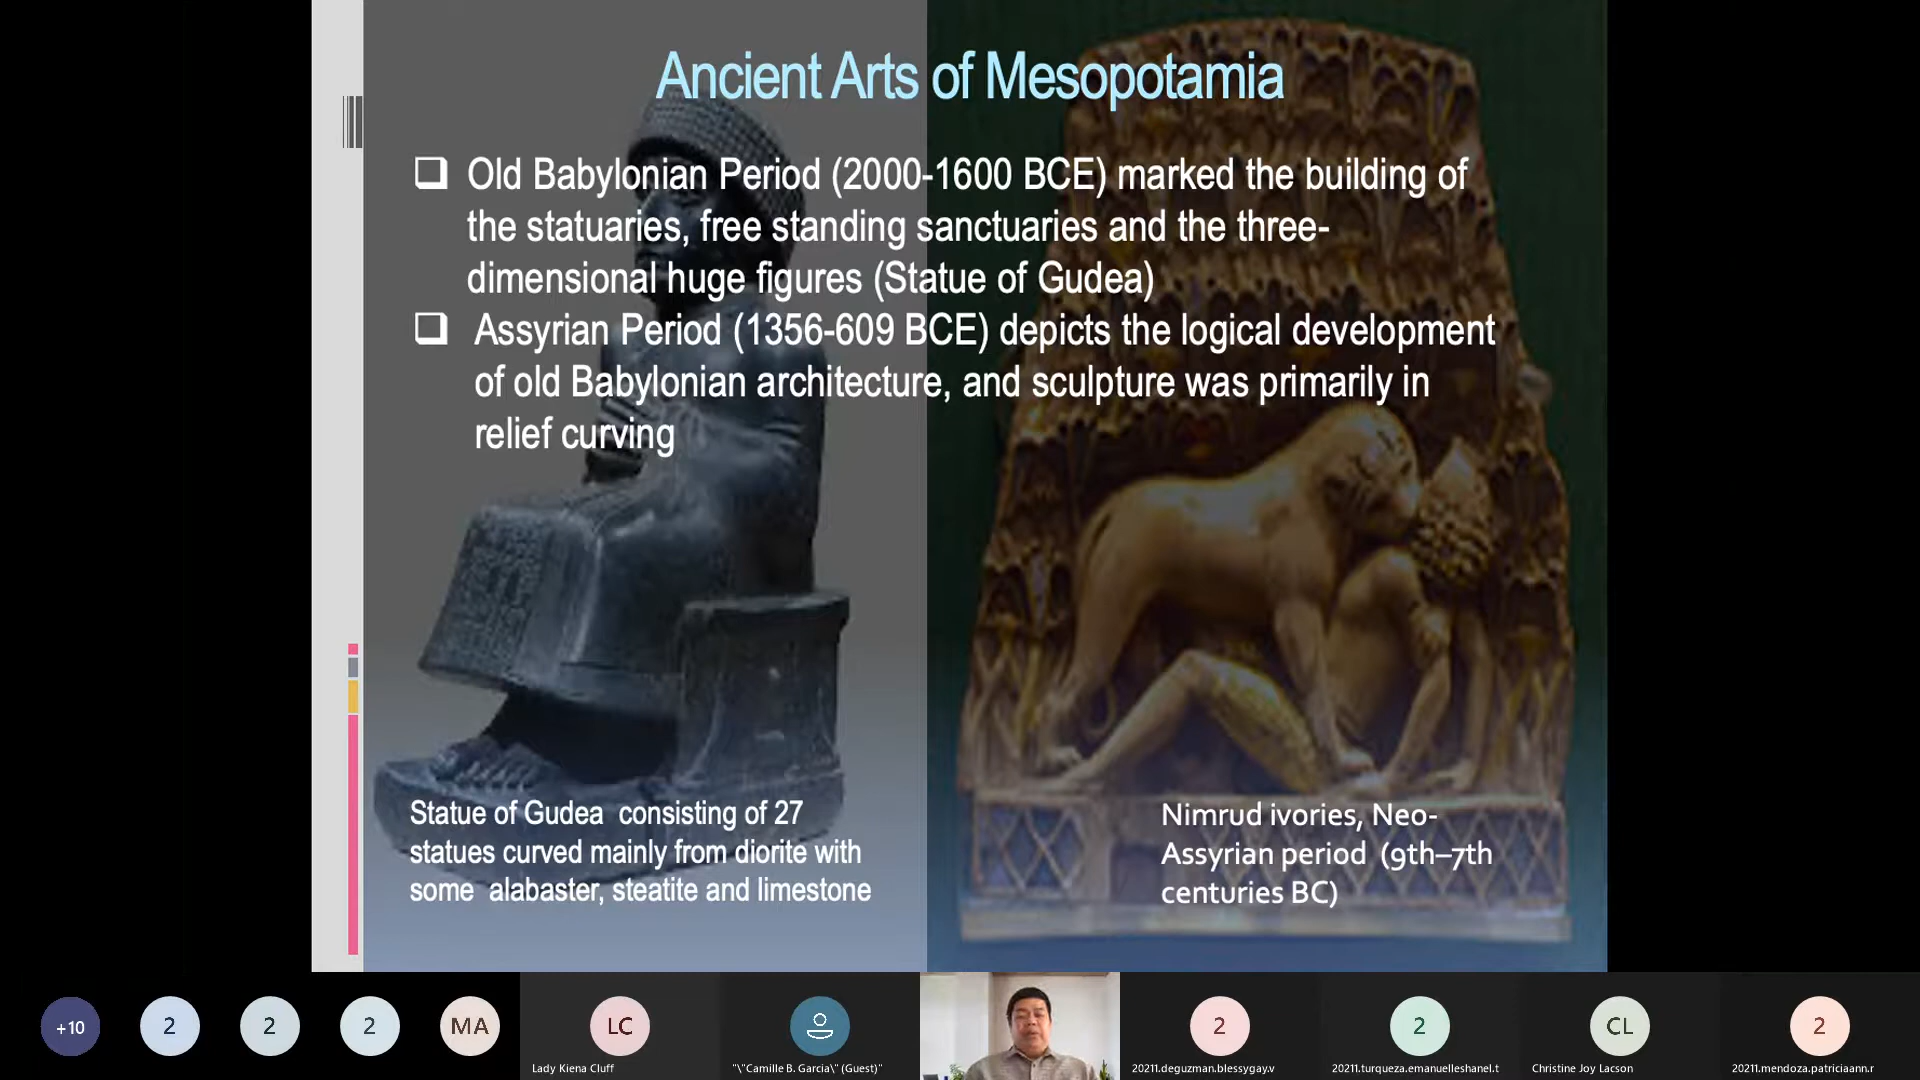 Ancient Arts of Mesopotamia
Old Babylonian Period (2000-1600 BCE) marked the building of
the statuaries, free standing sanctuaries and the three-
dimensional huge figures (Statue of Gudea)
Assyrian Period (1356-609 BCE) depicts the logical development
of old Babylonian architecture, and sculpture was primarily in
relief curving
Statue of Gudea consisting of 27
statues curved mainly from diorite with
some alabaster, steatite and limestone
Nimrud ivories, Neo-
Assyrian period (9th–7th
centuries BC)
+10
2
2
2
MA
LC
2
2
CL
2
Lady Kiena Cluff
"\"Camille B. Garcia\" (Guest)"
20211.deguzman.blessygay.v
20211.turqueza.emanuelleshanel.t
Christine Joy Lacson
20211.mendoza.patriciaann.r